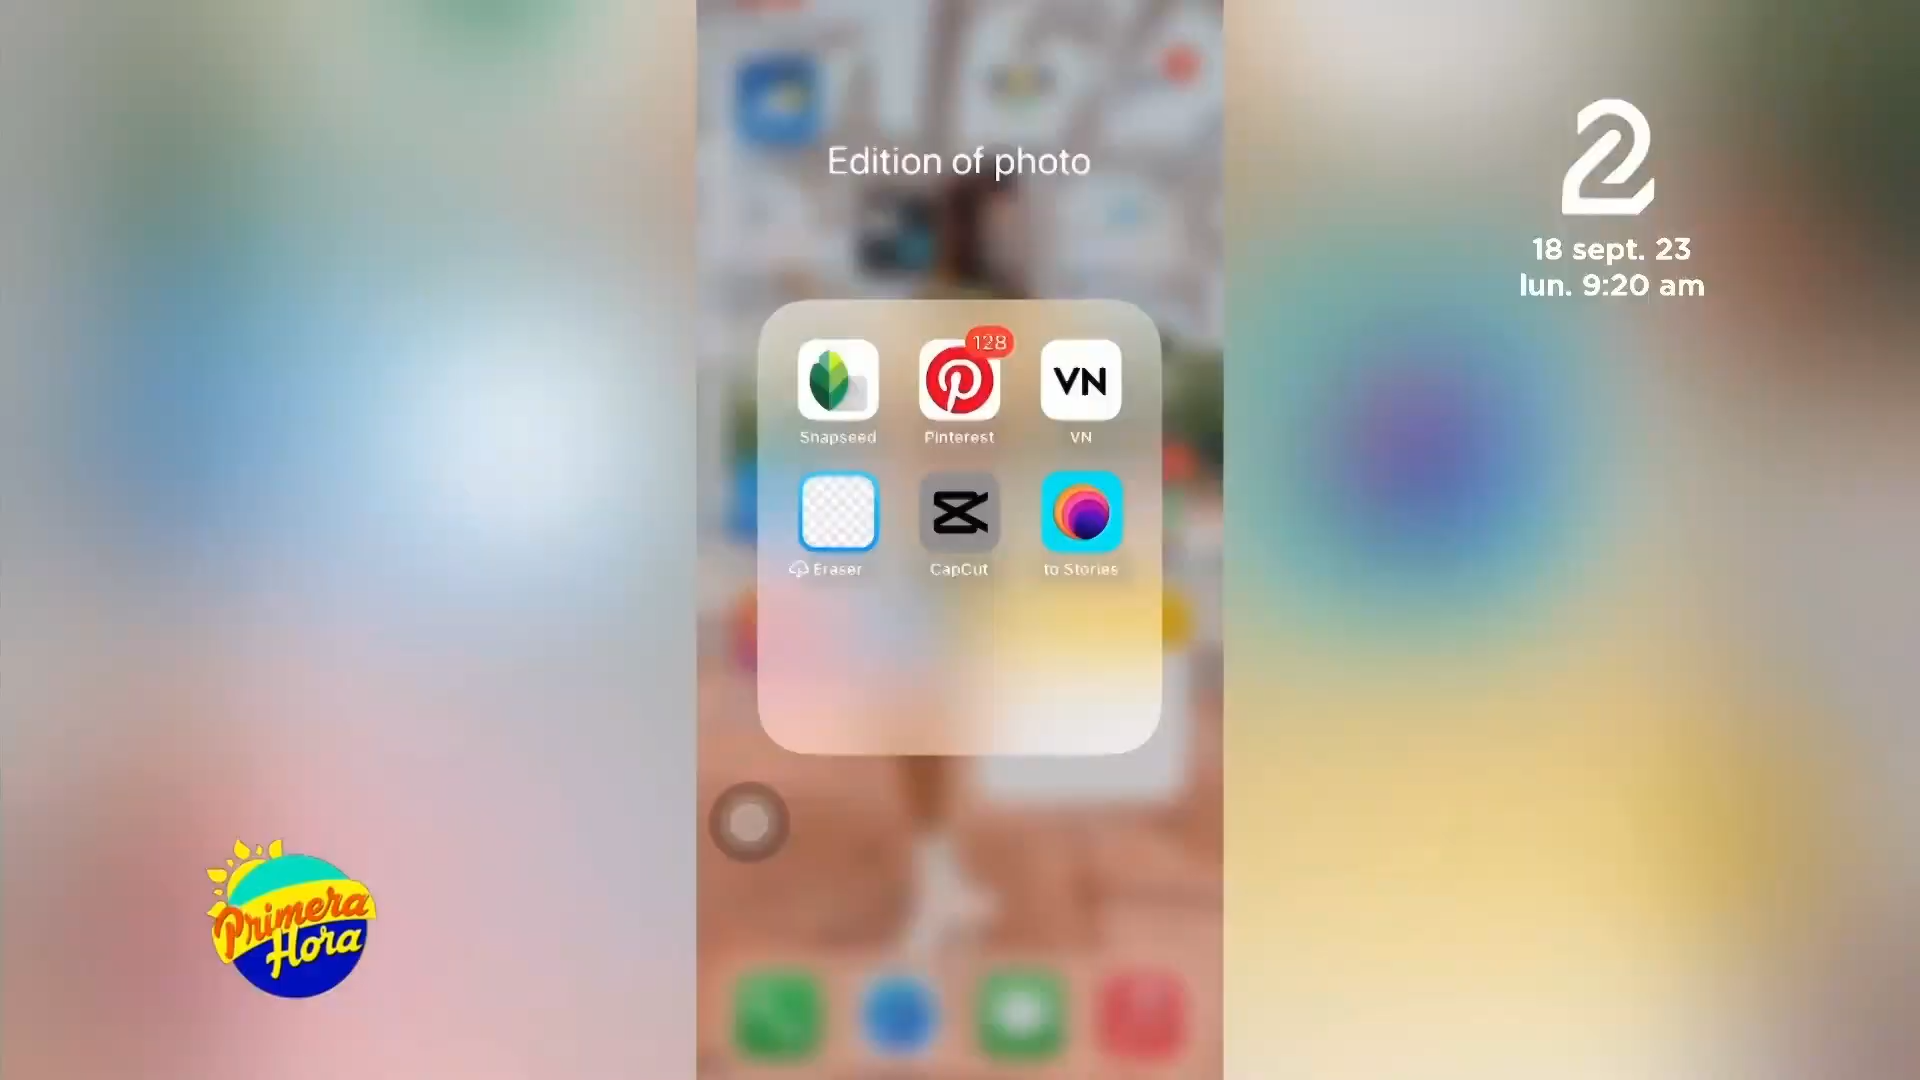 Edition of photo
2
18 sept. 23
lun. 9:20 am
128
Snapseed
Pinterest
VN
VN
Eraser
CapCut
to Stories
Primera
Hora